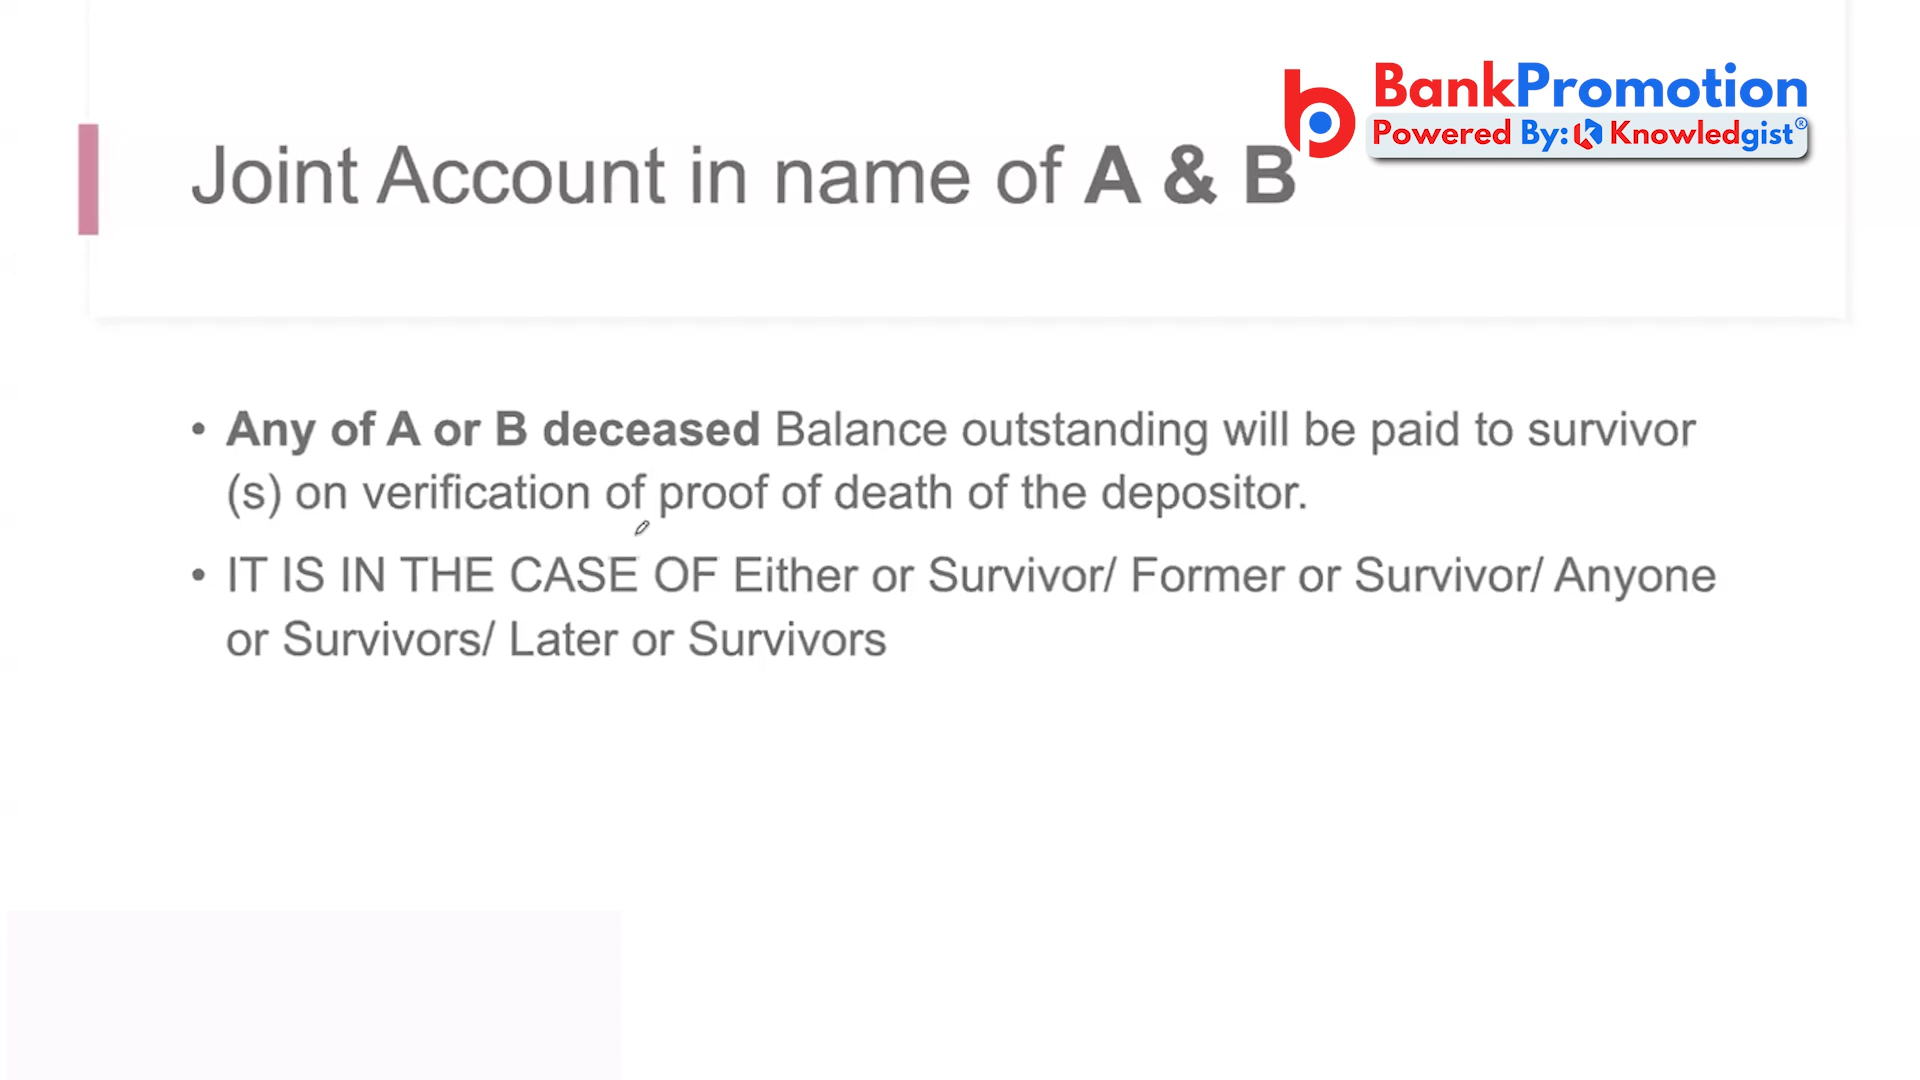 BankPromotion
Powered By: Knowledgist®
Joint Account in name of A & B
• Any of A or B deceased Balance outstanding will be paid to survivor
(s) on verification of proof of death of the depositor.
• IT IS IN THE CASE OF Either or Survivor/ Former or Survivor/ Anyone
or Survivors/ Later or Survivors